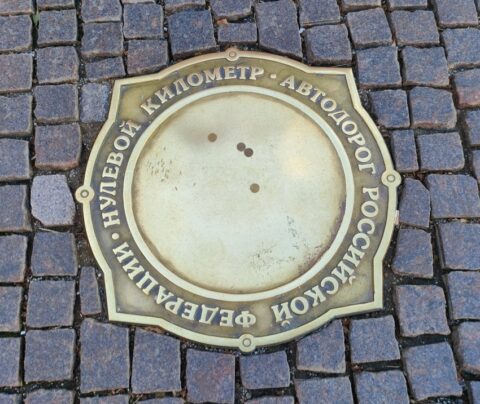 НУЛЕВОЙ КИЛОМЕТР · АВТОДОРОГ РОССИЙСКОЙ ФЕДЕРАЦИИ ·